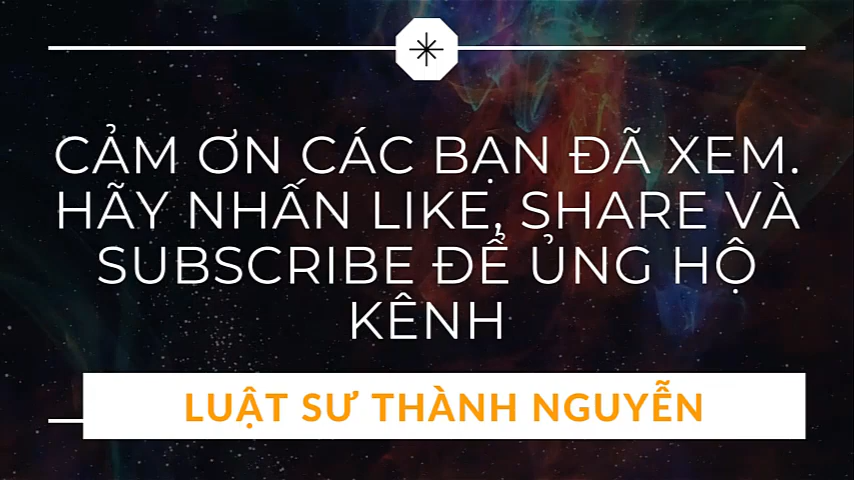 CẢM ƠN CÁC BẠN ĐÃ XEM.
HÃY NHẤN LIKE, SHARE VÀ
SUBSCRIBE ĐỂ ỦNG HỘ
KÊNH
LUẬT SƯ THÀNH NGUYỄN